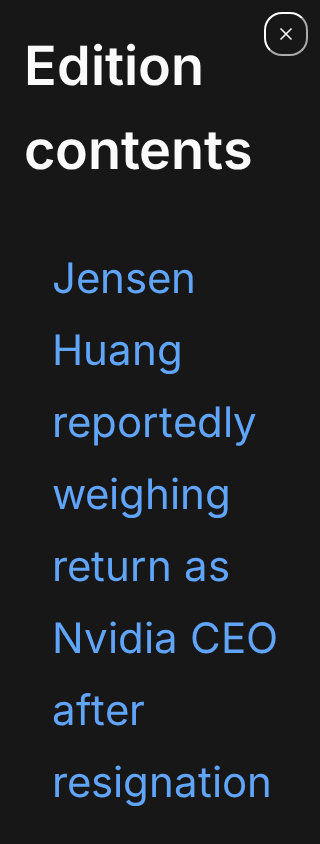 Edition
contents
Jensen
Huang
reportedly
weighing
return as
Nvidia CEO
after
resignation